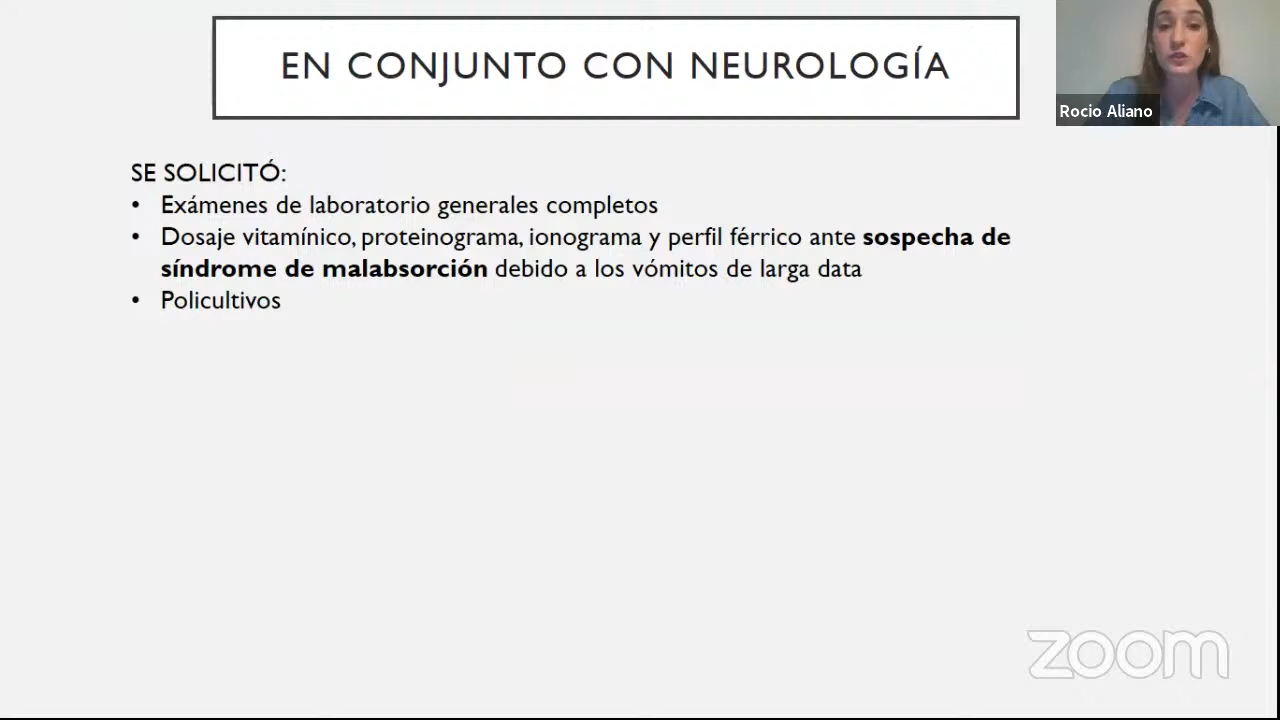 EN CONJUNTO CON NEUROLOGÍA
Rocio Aliano
SE SOLICITÓ:
• Exámenes de laboratorio generales completos
• Dosaje vitamínico, proteinograma, ionograma y perfil férrico ante sospecha de
síndrome de malabsorción debido a los vómitos de larga data
• Policultivos
zoom